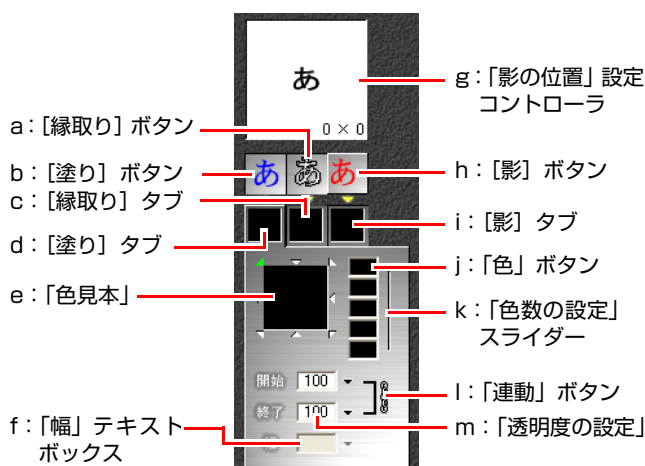 あ
0 × 0
g：「影の位置」設定
コントローラ
a：［縁取り］ボタン
b：［塗り］ボタン
あ あ あ
h：［影］ボタン
c：［縁取り］タブ
d：［塗り］タブ
i：［影］タブ
j：「色」ボタン
e：「色見本」
k：「色数の設定」
スライダー
開始 100
l：「連動」ボタン
終了 100
m：「透明度の設定」
f：「幅」テキスト
ボックス
幅